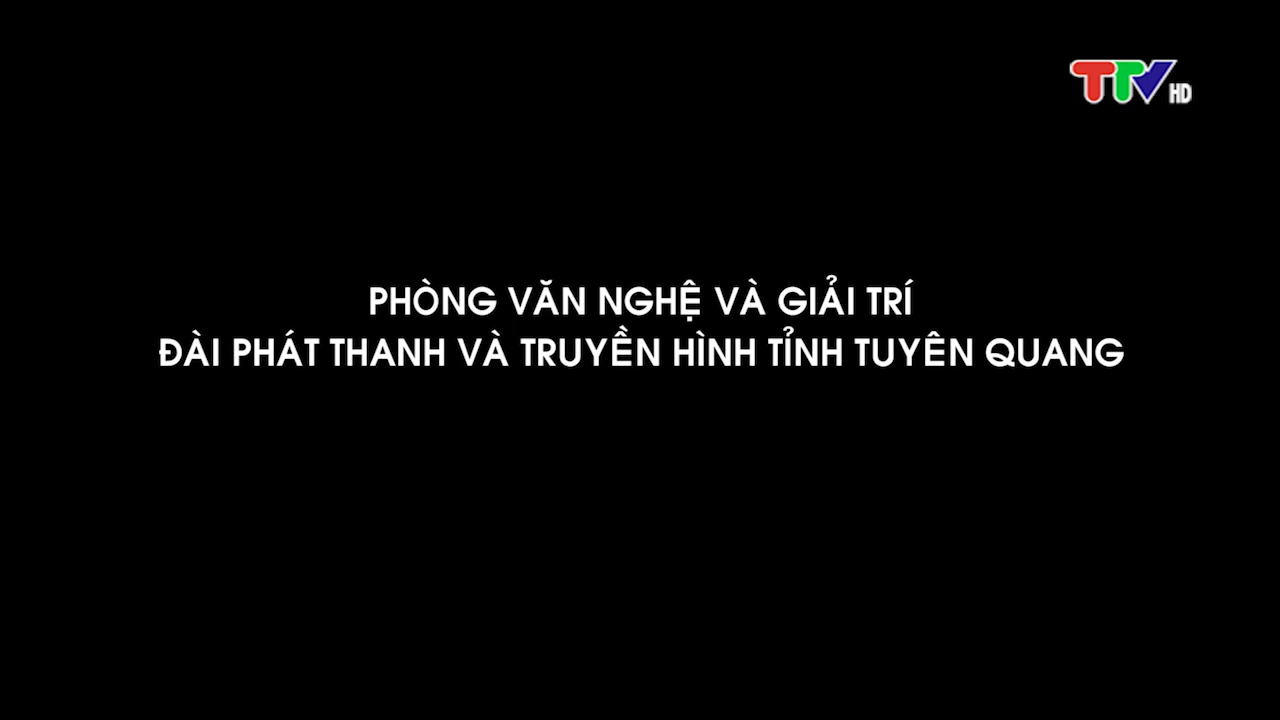 TTV HD
PHÒNG VĂN NGHỆ VÀ GIẢI TRÍ
ĐÀI PHÁT THANH VÀ TRUYỀN HÌNH TỈNH TUYÊN QUANG